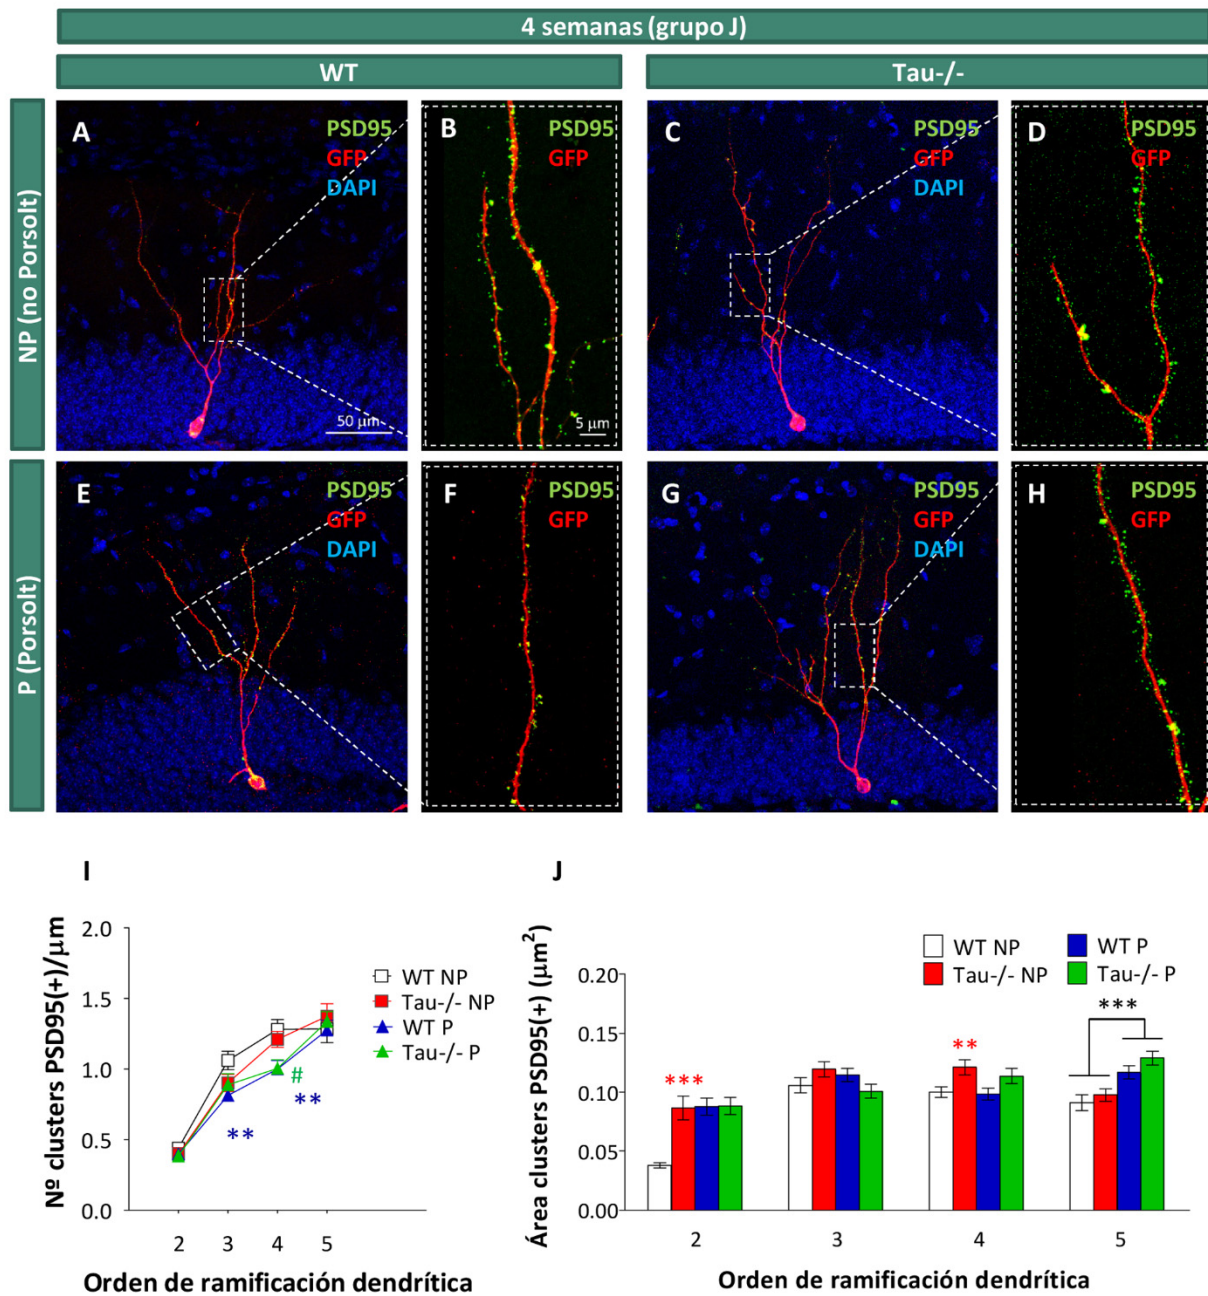 4 semanas (grupo J)
WT
Tau-/-
NP (no Porsolt)
A
PSD95
GFP
DAPI
50 µm
B
PSD95
GFP
5 µm
C
PSD95
GFP
DAPI
D
PSD95
GFP
P (Porsolt)
E
PSD95
GFP
DAPI
F
PSD95
GFP
G
PSD95
GFP
DAPI
H
PSD95
GFP
I
Nº clusters PSD95(+)/µm
2.0
1.5
1.0
0.5
0.0
WT NP
Tau-/- NP
WT P
Tau-/- P
#
**
**
2 3 4 5
Orden de ramificación dendrítica
J
Área clusters PSD95(+) (µm²)
WT NP
WT P
Tau-/- NP
Tau-/- P
0.20
0.15
0.10
0.05
0.00
***
**
***
2 3 4 5
Orden de ramificación dendrítica